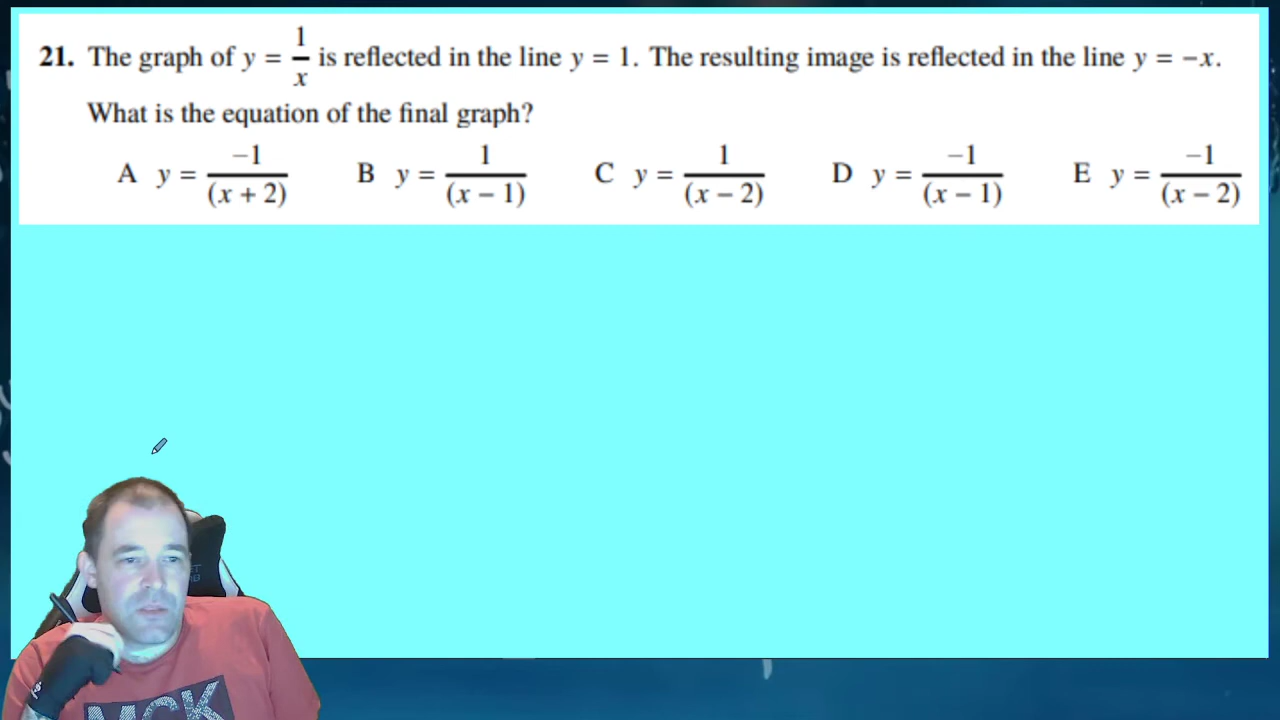 21. The graph of y = 1/x is reflected in the line y = 1. The resulting image is reflected in the line y = −x.
What is the equation of the final graph?
A y = −1/(x + 2) B y = 1/(x − 1) C y = 1/(x − 2) D y = −1/(x − 1) E y = −1/(x − 2)
MCK